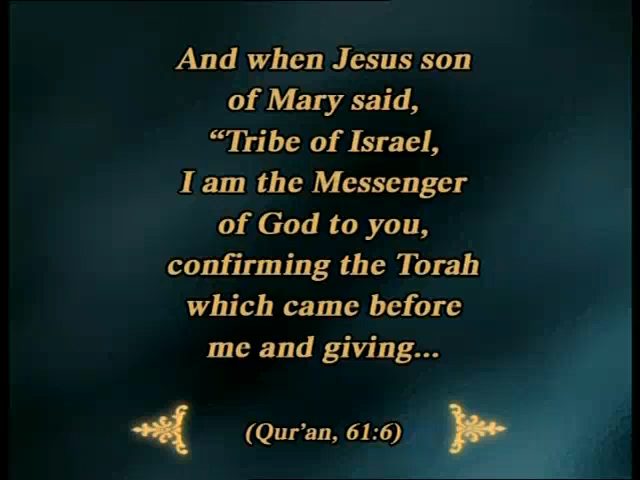 And when Jesus son
of Mary said,
“Tribe of Israel,
I am the Messenger
of God to you,
confirming the Torah
which came before
me and giving...
(Qur’an, 61:6)